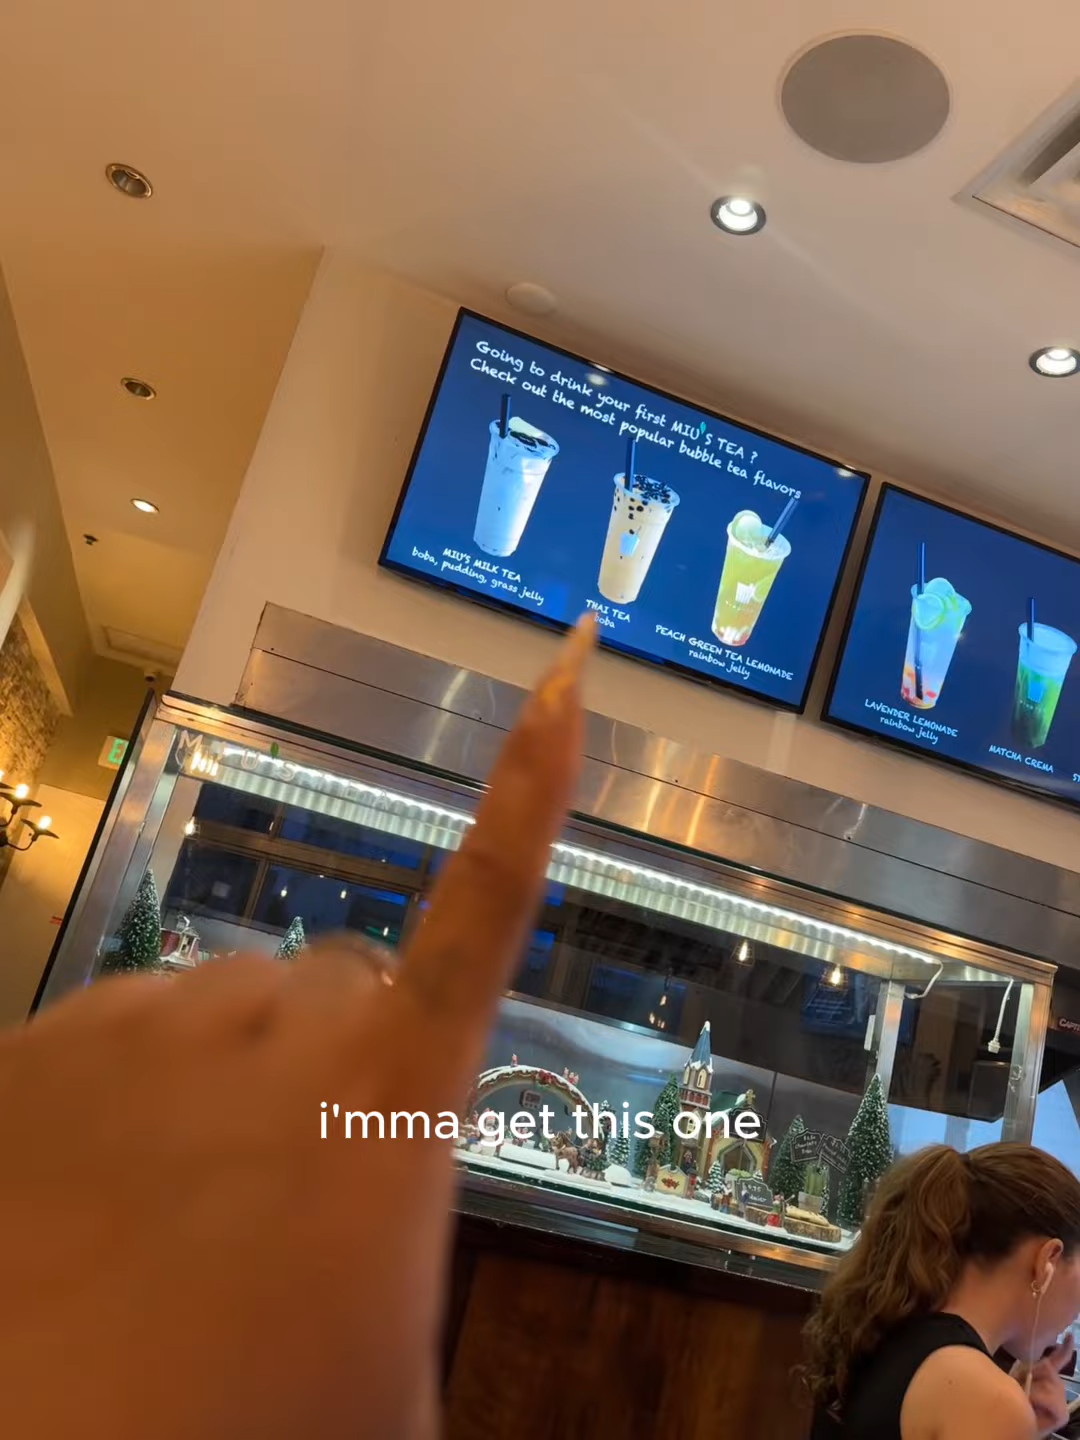 Going to drink your first MIU'S TEA ?
Check out the most popular bubble tea flavors
MIU'S MILK TEA
boba, pudding, grass jelly
THAI TEA
boba
PEACH GREEN TEA LEMONADE
rainbow jelly
LAVENDER LEMONADE
rainbow jelly
MATCHA CREMA
MIU'S
i'mma get this one